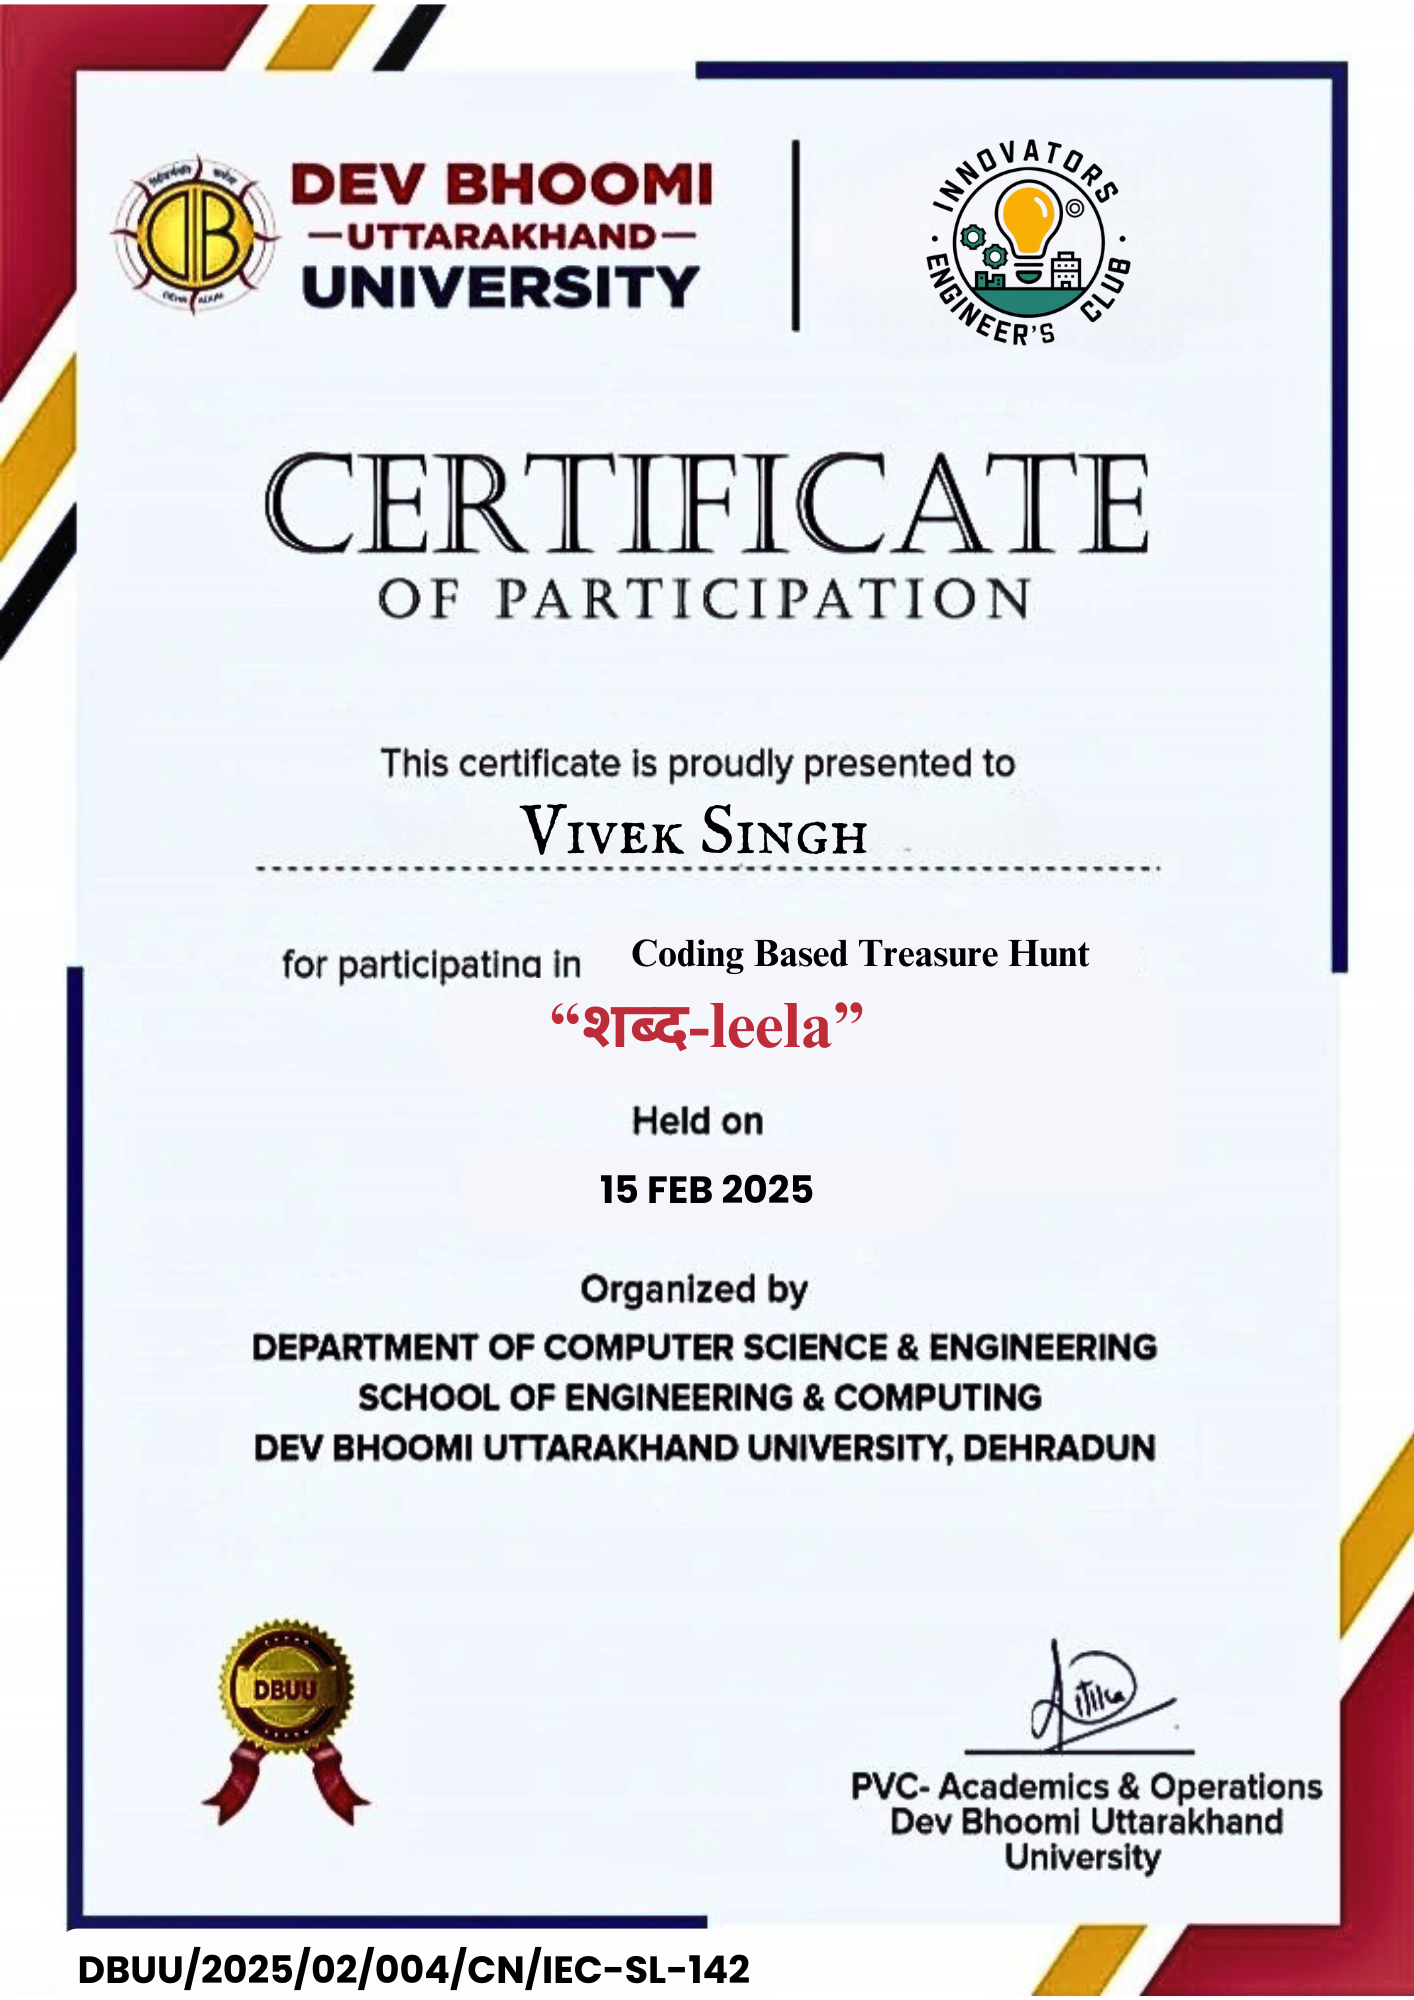 DEV BHOOMI
UTTARAKHAND
UNIVERSITY
INNOVATORS
ENGINEER'S CLUB
CERTIFICATE
OF PARTICIPATION
This certificate is proudly presented to
VIVEK SINGH
for participating in Coding Based Treasure Hunt
“शब्द-leela”
Held on
15 FEB 2025
Organized by
DEPARTMENT OF COMPUTER SCIENCE & ENGINEERING
SCHOOL OF ENGINEERING & COMPUTING
DEV BHOOMI UTTARAKHAND UNIVERSITY, DEHRADUN
DBUU
PVC- Academics & Operations
Dev Bhoomi Uttarakhand
University
DBUU/2025/02/004/CN/IEC-SL-142